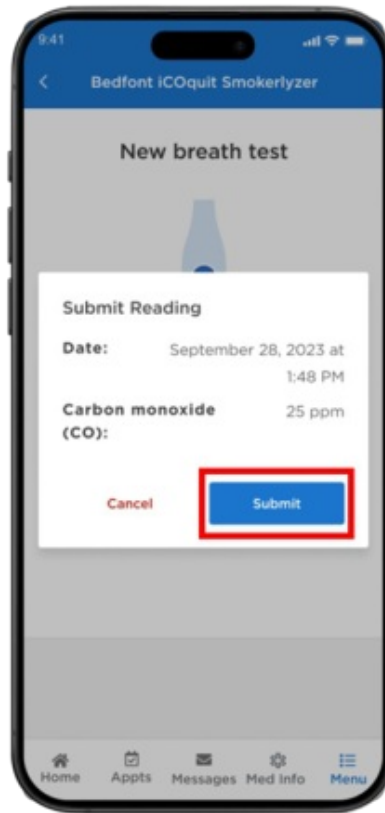 9:41
Bedfont iCOquit Smokerlyzer
New breath test
Submit Reading
Date: September 28, 2023 at
1:48 PM
Carbon monoxide 25 ppm
(CO):
Cancel Submit
Home Appts Messages Med Info Menu